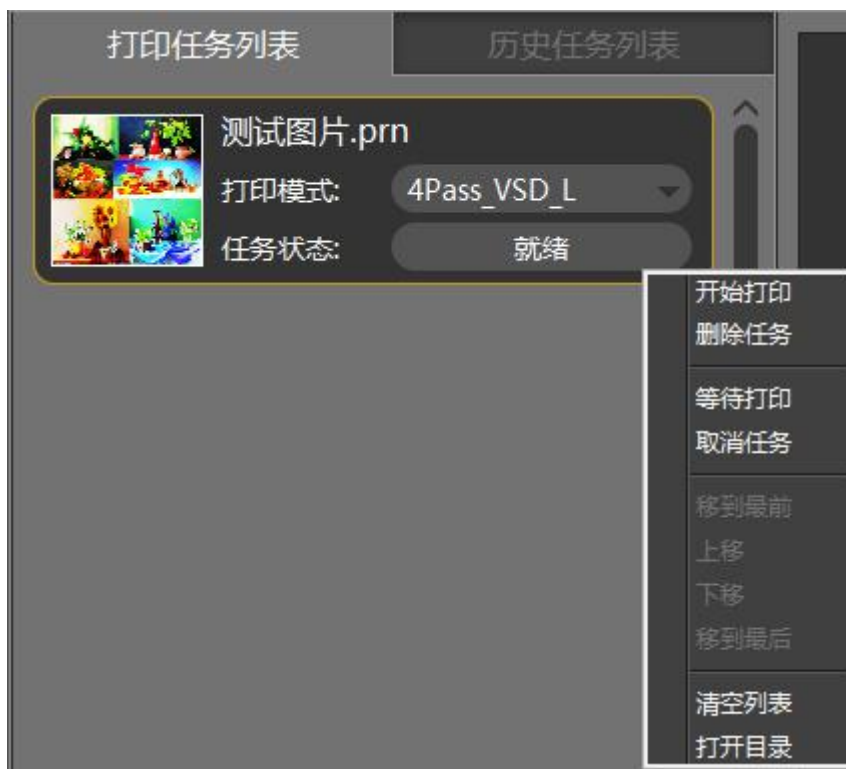 打印任务列表 历史任务列表
测试图片.prn
打印模式: 4Pass_VSD_L
任务状态: 就绪
开始打印
删除任务
等待打印
取消任务
移到最前
上移
下移
移到最后
清空列表
打开目录